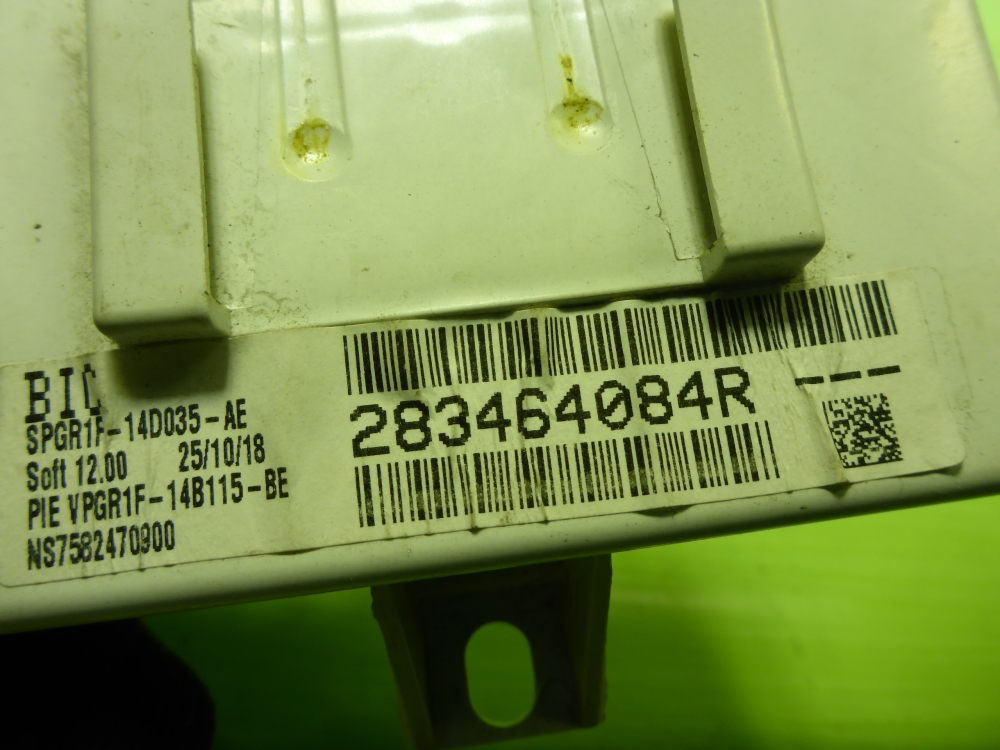 BIC
SPGR1F-14D035-AE
Soft 12.00 25/10/18
PIE VPGR1F-14B115-BE
NS7582470900
283464084R ---